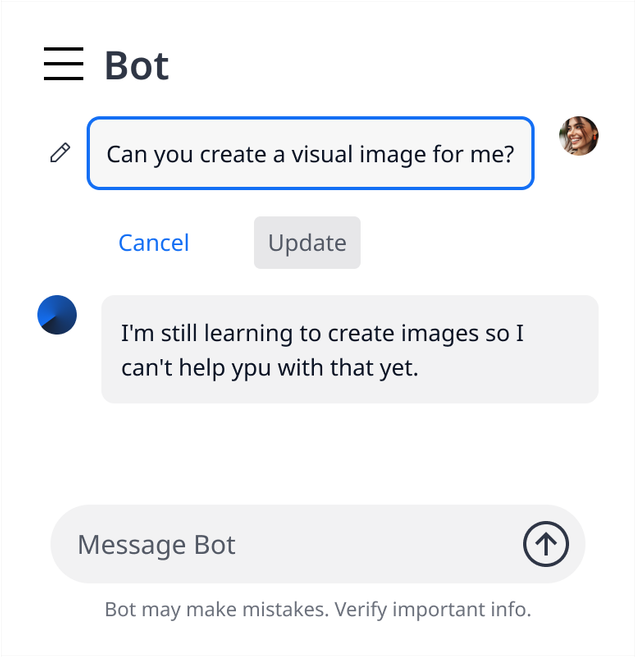 Bot
Can you create a visual image for me?
Cancel Update
I'm still learning to create images so I
can't help ypu with that yet.
Message Bot
Bot may make mistakes. Verify important info.